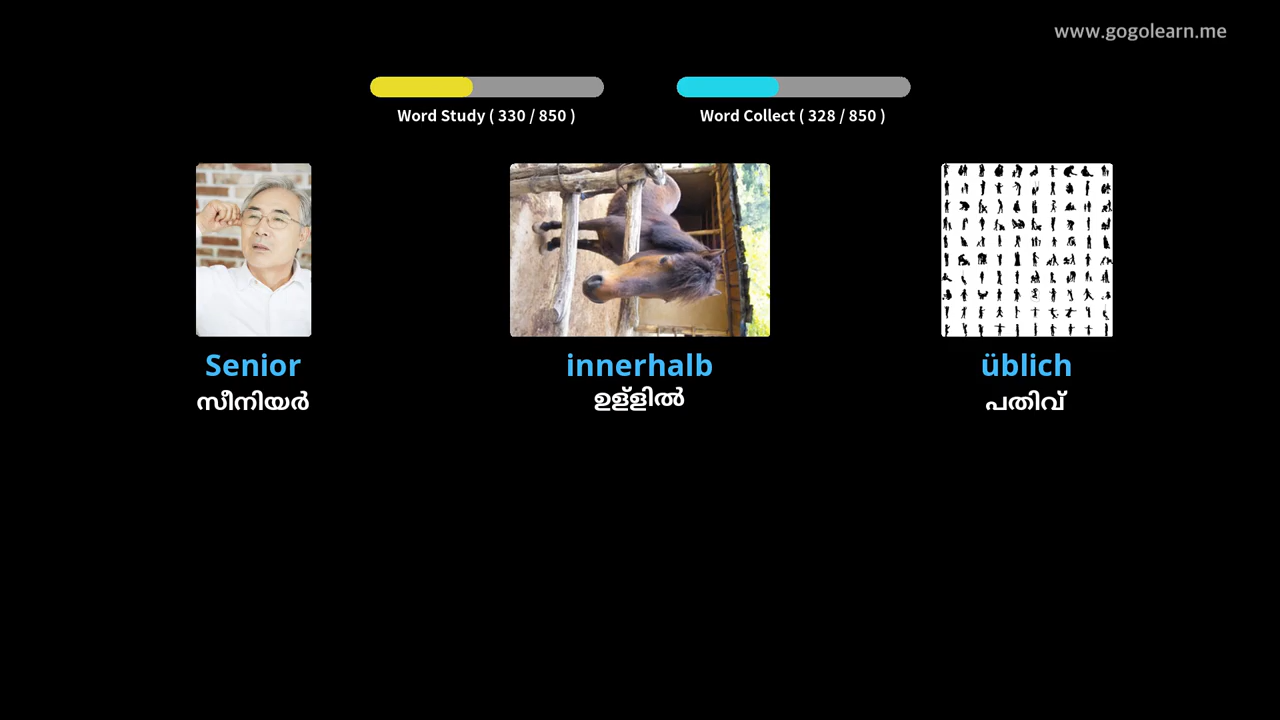 www.gogolearn.me
Word Study ( 330 / 850 )
Word Collect ( 328 / 850 )
Senior
സീനിയർ
innerhalb
ഉള്ളിൽ
üblich
പതിവ്